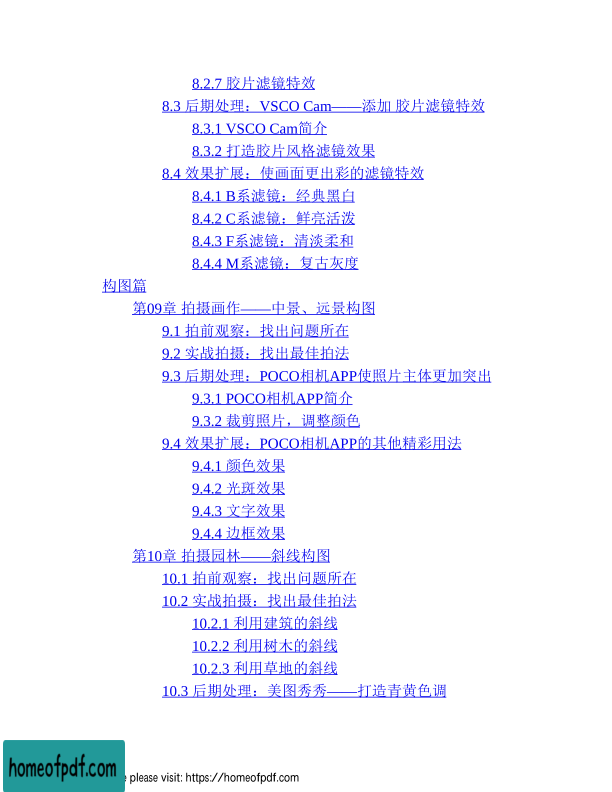 8.2.7 胶片滤镜特效
8.3 后期处理：VSCO Cam——添加 胶片滤镜特效
8.3.1 VSCO Cam简介
8.3.2 打造胶片风格滤镜效果
8.4 效果扩展：使画面更出彩的滤镜特效
8.4.1 B系滤镜：经典黑白
8.4.2 C系滤镜：鲜亮活泼
8.4.3 F系滤镜：清淡柔和
8.4.4 M系滤镜：复古灰度
构图篇
第09章 拍摄画作——中景、远景构图
9.1 拍前观察：找出问题所在
9.2 实战拍摄：找出最佳拍法
9.3 后期处理：POCO相机APP使照片主体更加突出
9.3.1 POCO相机APP简介
9.3.2 裁剪照片，调整颜色
9.4 效果扩展：POCO相机APP的其他精彩用法
9.4.1 颜色效果
9.4.2 光斑效果
9.4.3 文字效果
9.4.4 边框效果
第10章 拍摄园林——斜线构图
10.1 拍前观察：找出问题所在
10.2 实战拍摄：找出最佳拍法
10.2.1 利用建筑的斜线
10.2.2 利用树木的斜线
10.2.3 利用草地的斜线
10.3 后期处理：美图秀秀——打造青黄色调
homeofpdf.com
please visit: https://homeofpdf.com